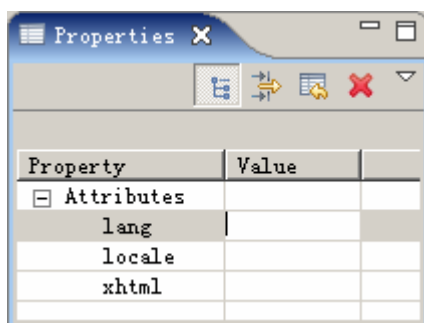 Properties
Property Value
Attributes
lang
locale
xhtml